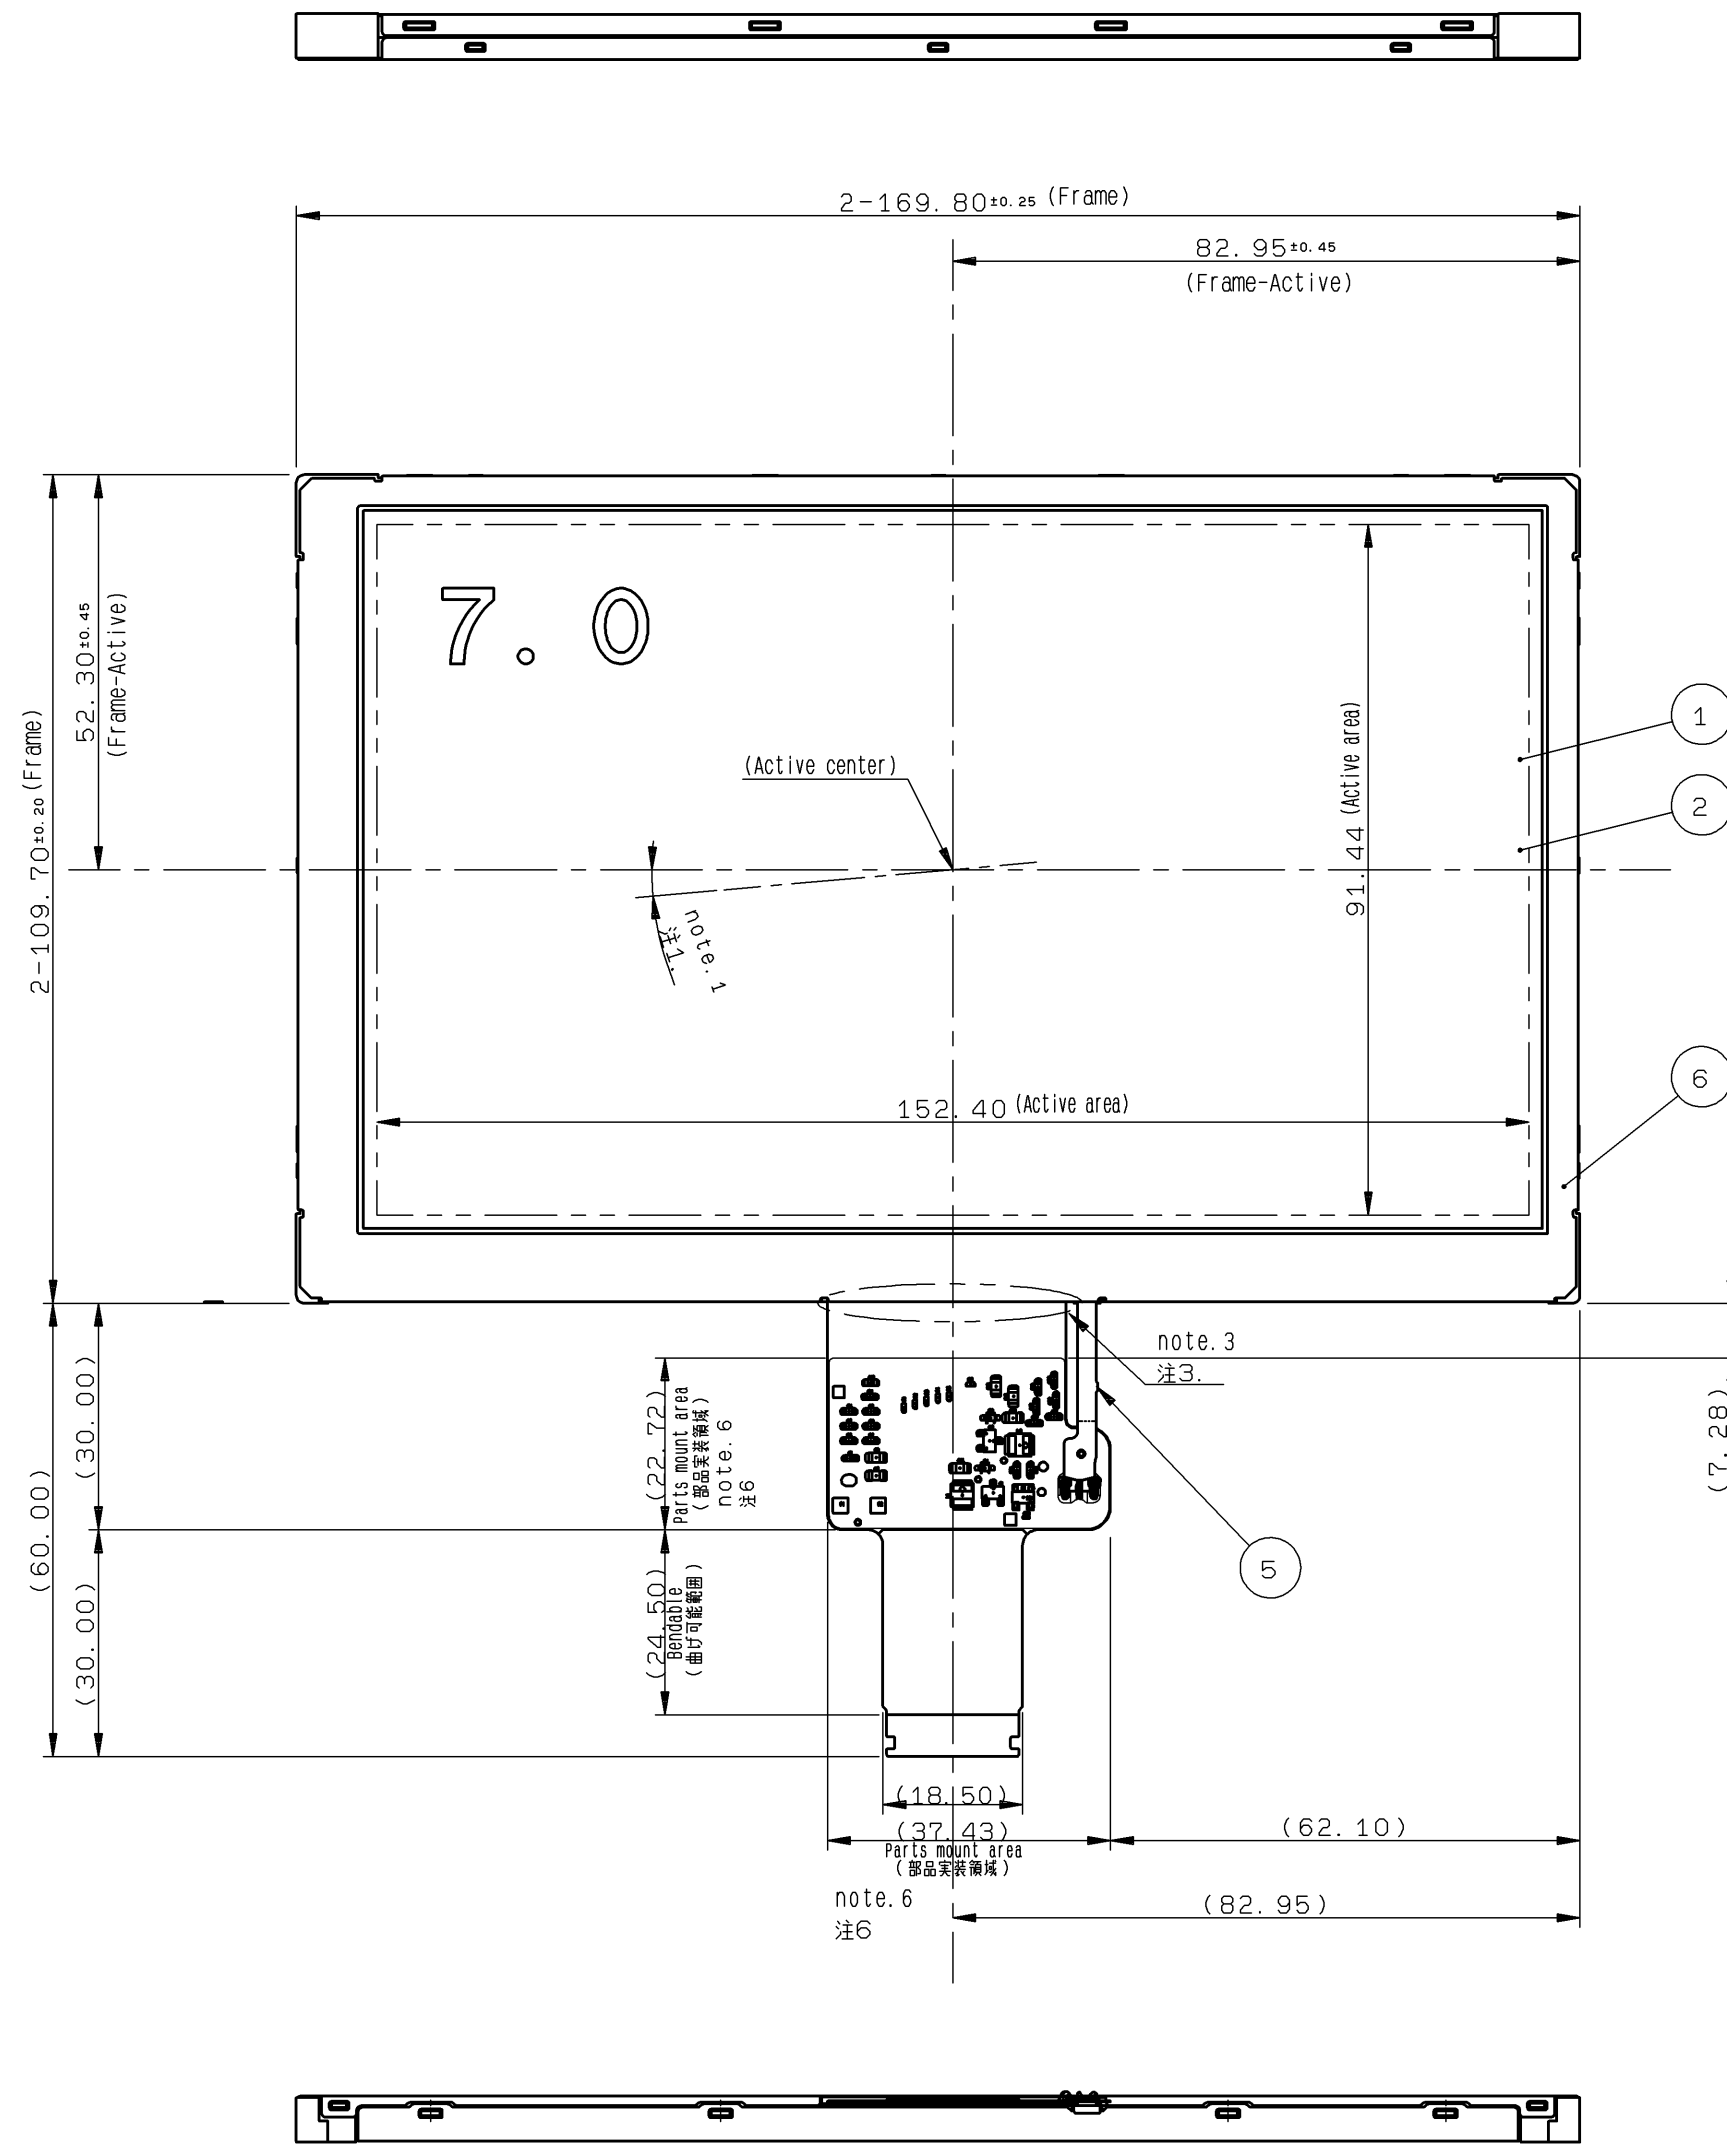 2-169.80±0.25 (Frame)
82.95±0.45
(Frame-Active)
2-109.70±0.20 (Frame)
52.30±0.45
(Frame-Active)
7.0
(Active center)
note.1
注1.
91.44 (Active area)
152.40 (Active area)
1
2
6
note.3
注3.
5
(60.00)
(30.00)
(30.00)
(22.72)
Parts mount area
(部品実装領域)
note.6
注6
(24.50)
Bendable
(曲げ可能範囲)
(7.28)
(18.50)
(37.43)
Parts mount area
(部品実装領域)
note.6
注6
(62.10)
(82.95)